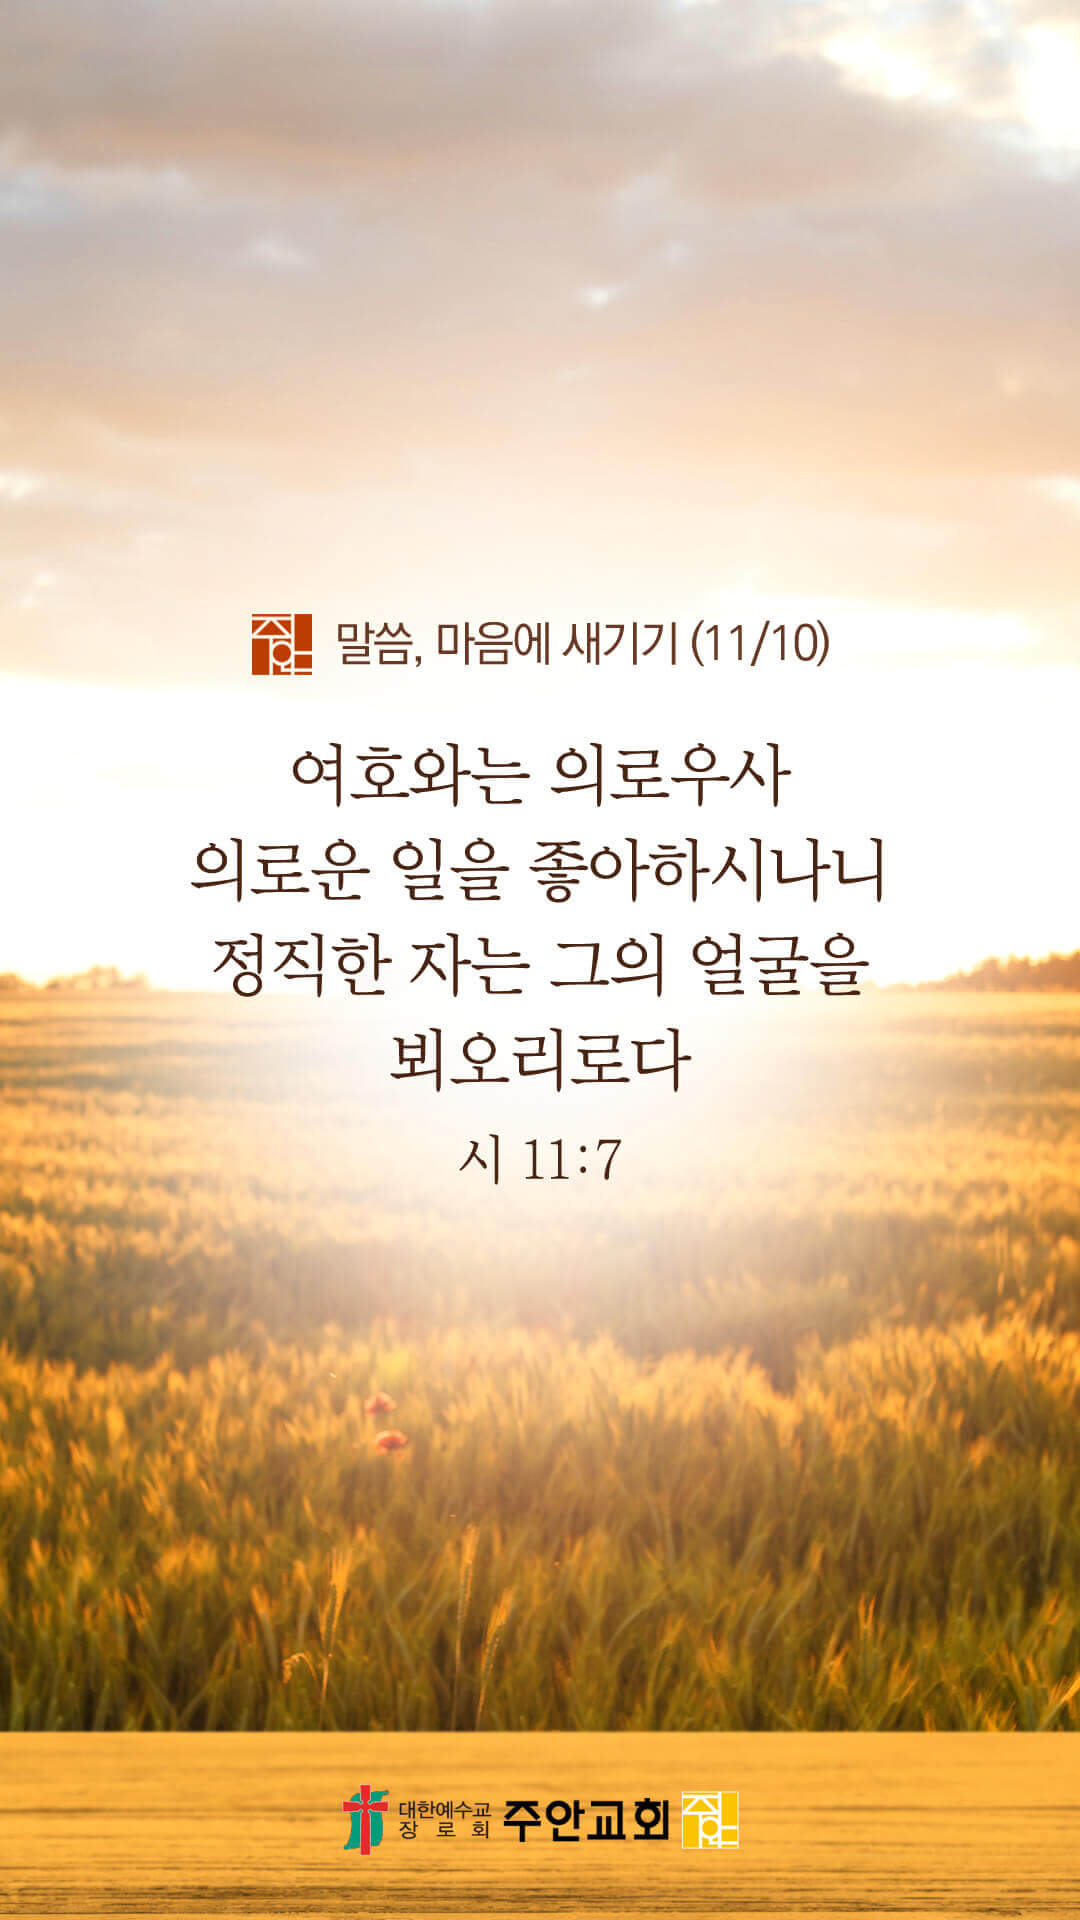 말씀, 마음에 새기기 (11/10)
여호와는 의로우사
의로운 일을 좋아하시나니
정직한 자는 그의 얼굴을
뵈오리로다
시 11:7
대한예수교
장로회
주안교회